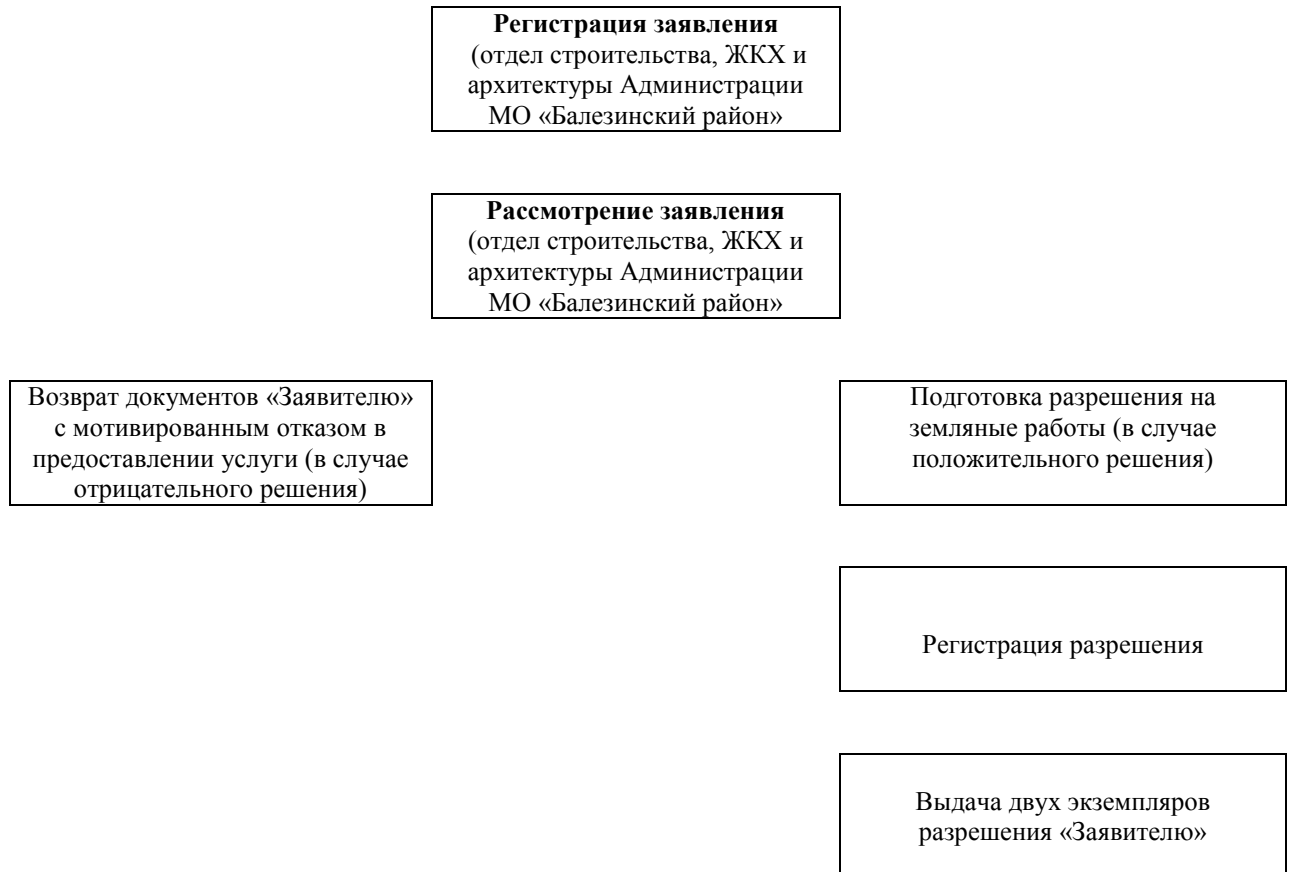 Регистрация заявления
(отдел строительства, ЖКХ и
архитектуры Администрации
МО «Балезинский район»
Рассмотрение заявления
(отдел строительства, ЖКХ и
архитектуры Администрации
МО «Балезинский район»
Возврат документов «Заявителю»
с мотивированным отказом в
предоставлении услуги (в случае
отрицательного решения)
Подготовка разрешения на
земляные работы (в случае
положительного решения)
Регистрация разрешения
Выдача двух экземпляров
разрешения «Заявителю»